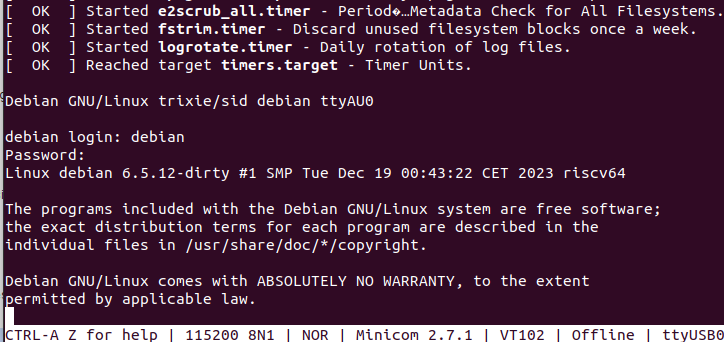 [  OK  ] Started e2scrub_all.timer - Period�…Metadata Check for All Filesystems.
[  OK  ] Started fstrim.timer - Discard unused filesystem blocks once a week.
[  OK  ] Started logrotate.timer - Daily rotation of log files.
[  OK  ] Reached target timers.target - Timer Units.
Debian GNU/Linux trixie/sid debian ttyAU0
debian login: debian
Password:
Linux debian 6.5.12-dirty #1 SMP Tue Dec 19 00:43:22 CET 2023 riscv64
The programs included with the Debian GNU/Linux system are free software;
the exact distribution terms for each program are described in the
individual files in /usr/share/doc/*/copyright.
Debian GNU/Linux comes with ABSOLUTELY NO WARRANTY, to the extent
permitted by applicable law.
CTRL-A Z for help | 115200 8N1 | NOR | Minicom 2.7.1 | VT102 | Offline | ttyUSB0